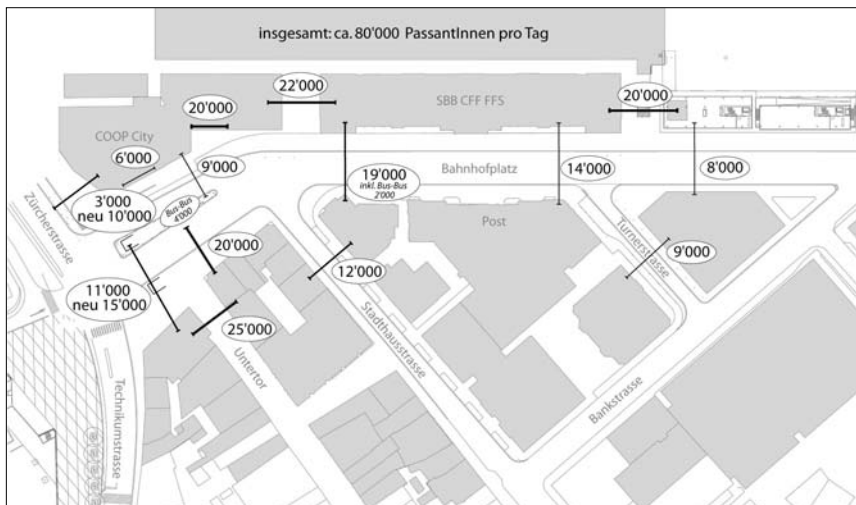 insgesamt: ca. 80'000 PassantInnen pro Tag
22'000
SBB CFF FFS
20'000
20'000
COOP City
6'000
9'000
19'000
inkl. Bus-Bus
2'000
Bahnhofplatz
14'000
8'000
3'000
neu 10'000
Zürcherstrasse
Bus-Bus
4'000
Post
Turnerstrasse
20'000
12'000
9'000
11'000
neu 15'000
25'000
Untertor
Stadthausstrasse
Bankstrasse
Technikumstrasse